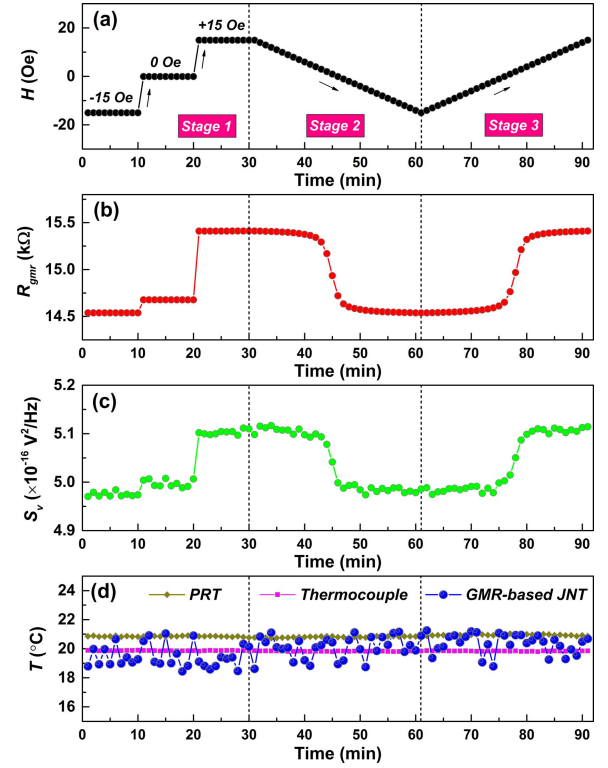 (a)
+15 Oe
0 Oe
-15 Oe
Stage 1
Stage 2
Stage 3
H (Oe)
20
0
-20
0 10 20 30 40 50 60 70 80 90
Time (min)
(b)
R_gmr (kΩ)
15.5
15.0
14.5
0 10 20 30 40 50 60 70 80 90
Time (min)
(c)
S_v (×10^-16 V^2/Hz)
5.2
5.1
5.0
4.9
0 10 20 30 40 50 60 70 80 90
Time (min)
(d)
PRT
Thermocouple
GMR-based JNT
T (°C)
24
22
20
18
16
0 10 20 30 40 50 60 70 80 90
Time (min)